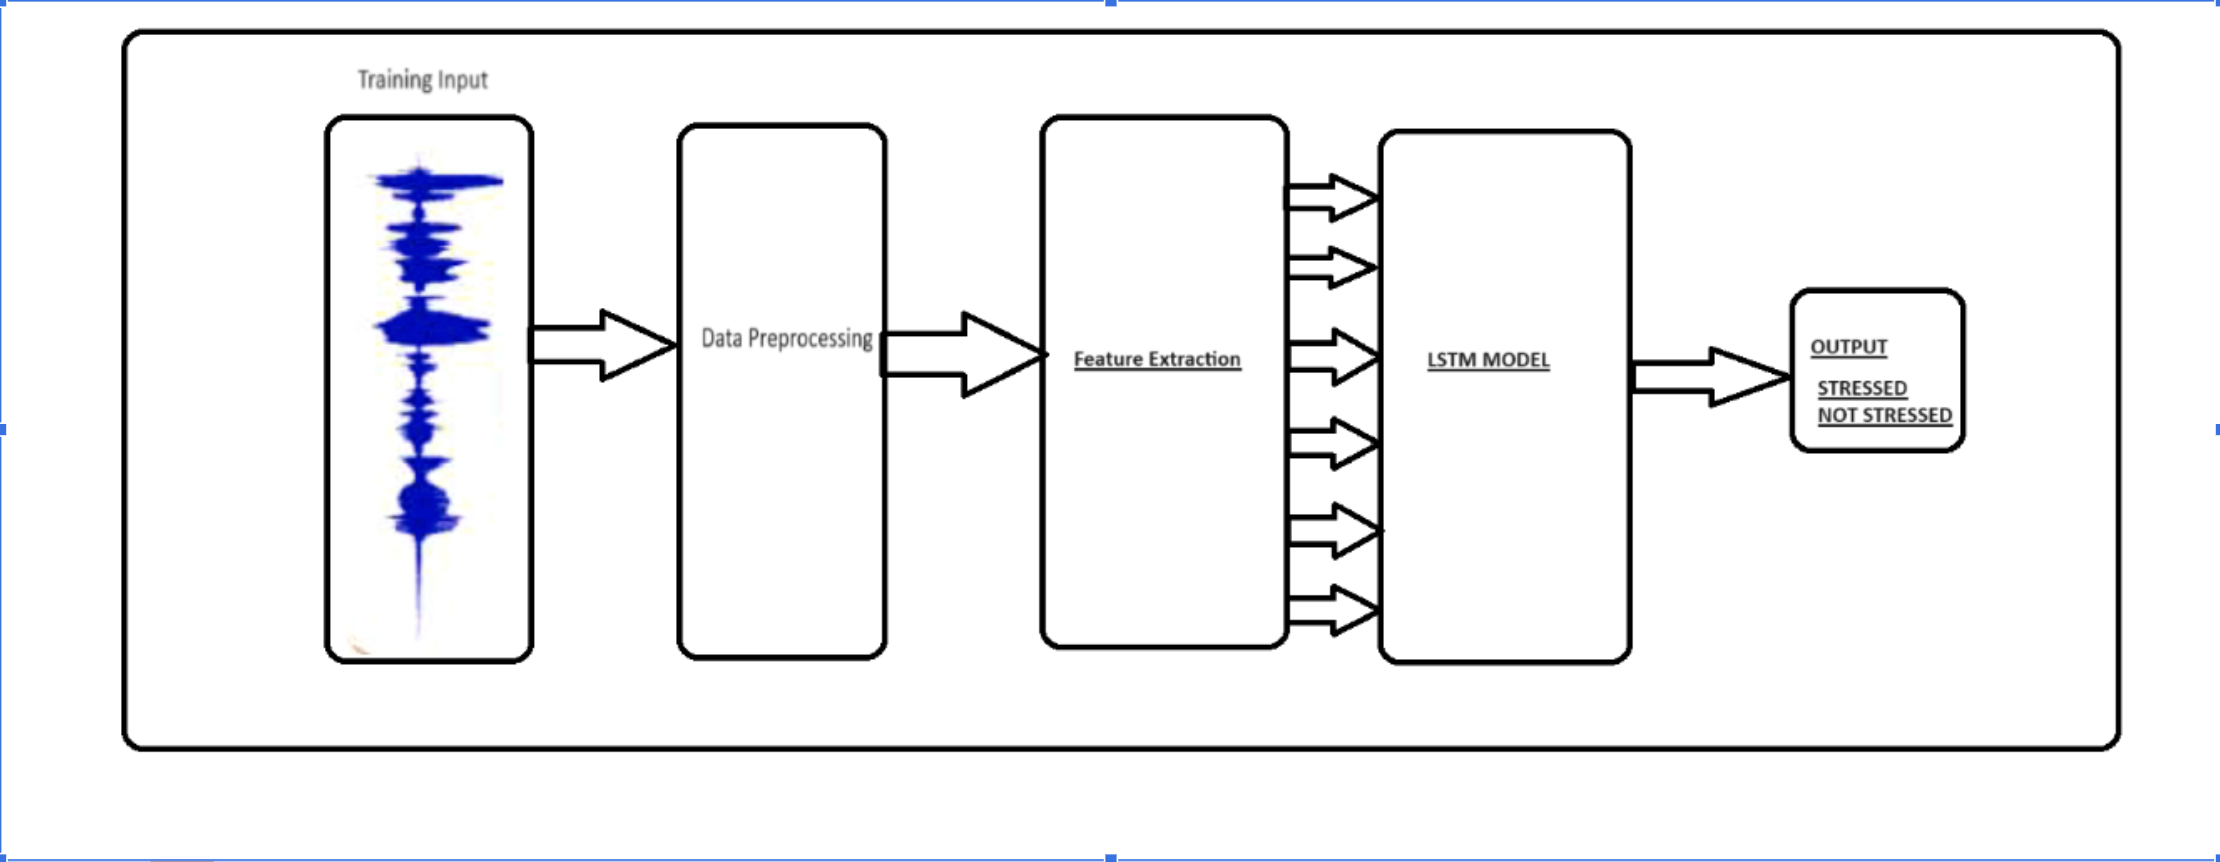 Training Input
Data Preprocessing
Feature Extraction
LSTM MODEL
OUTPUT
STRESSED
NOT STRESSED